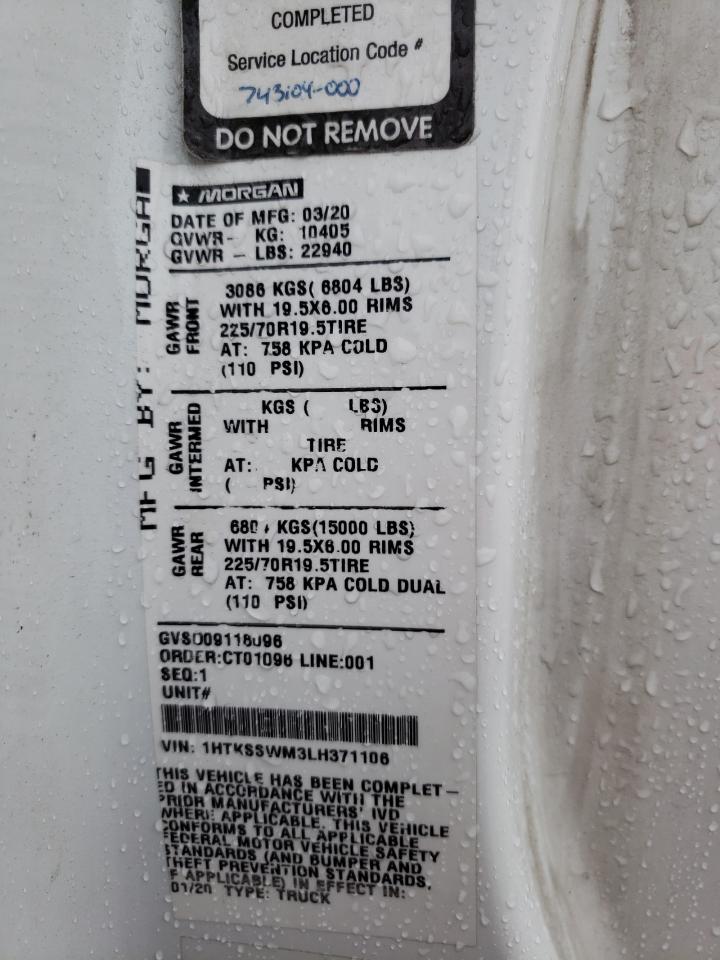 COMPLETED
Service Location Code #
743104-000
DO NOT REMOVE
MORGAN
DATE OF MFG: 03/20
GVWR- KG: 10405
GVWR - LBS: 22940
GAWR FRONT
3086 KGS( 6804 LBS)
WITH 19.5X6.00 RIMS
225/70R19.5TIRE
AT: 758 KPA COLD
(110 PSI)
GAWR INTERMED
KGS ( LBS)
WITH RIMS
TIRE
AT: KPA COLD
( PSI)
GAWR REAR
KGS(15000 LBS)
WITH 19.5X6.00 RIMS
225/70R19.5TIRE
AT: 758 KPA COLD DUAL
(110 PSI)
MFG BY: MORGAN
ORDER:CT01096 LINE:001
SEQ:1
UNIT#
VIN: 1HTKSSWM3LH371106
THIS VEHICLE HAS BEEN COMPLET-
ED IN ACCORDANCE WITH THE
PRIOR MANUFACTURERS' IVD
WHERE APPLICABLE. THIS VEHICLE
CONFORMS TO ALL APPLICABLE
FEDERAL MOTOR VEHICLE SAFETY
STANDARDS (AND BUMPER AND
THEFT PREVENTION STANDARDS,
F APPLICABLE) IN EFFECT IN:
01/20 TYPE: TRUCK